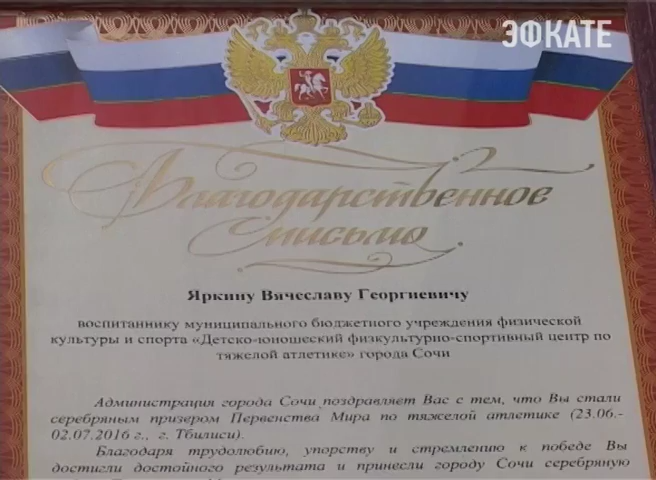 ЭФКАТЕ
Благодарственное
письмо
Яркину Вячеславу Георгиевичу
воспитаннику муниципального бюджетного учреждения физической
культуры и спорта «Детско-юношеский физкультурно-спортивный центр по
тяжелой атлетике» города Сочи
Администрация города Сочи поздравляет Вас с тем, что Вы стали
серебряным призером Первенства Мира по тяжелой атлетике (23.06.-
02.07.2016 г., г. Тбилиси).
Благодаря трудолюбию, упорству и стремлению к победе Вы
достигли достойного результата и принесли городу Сочи серебряную